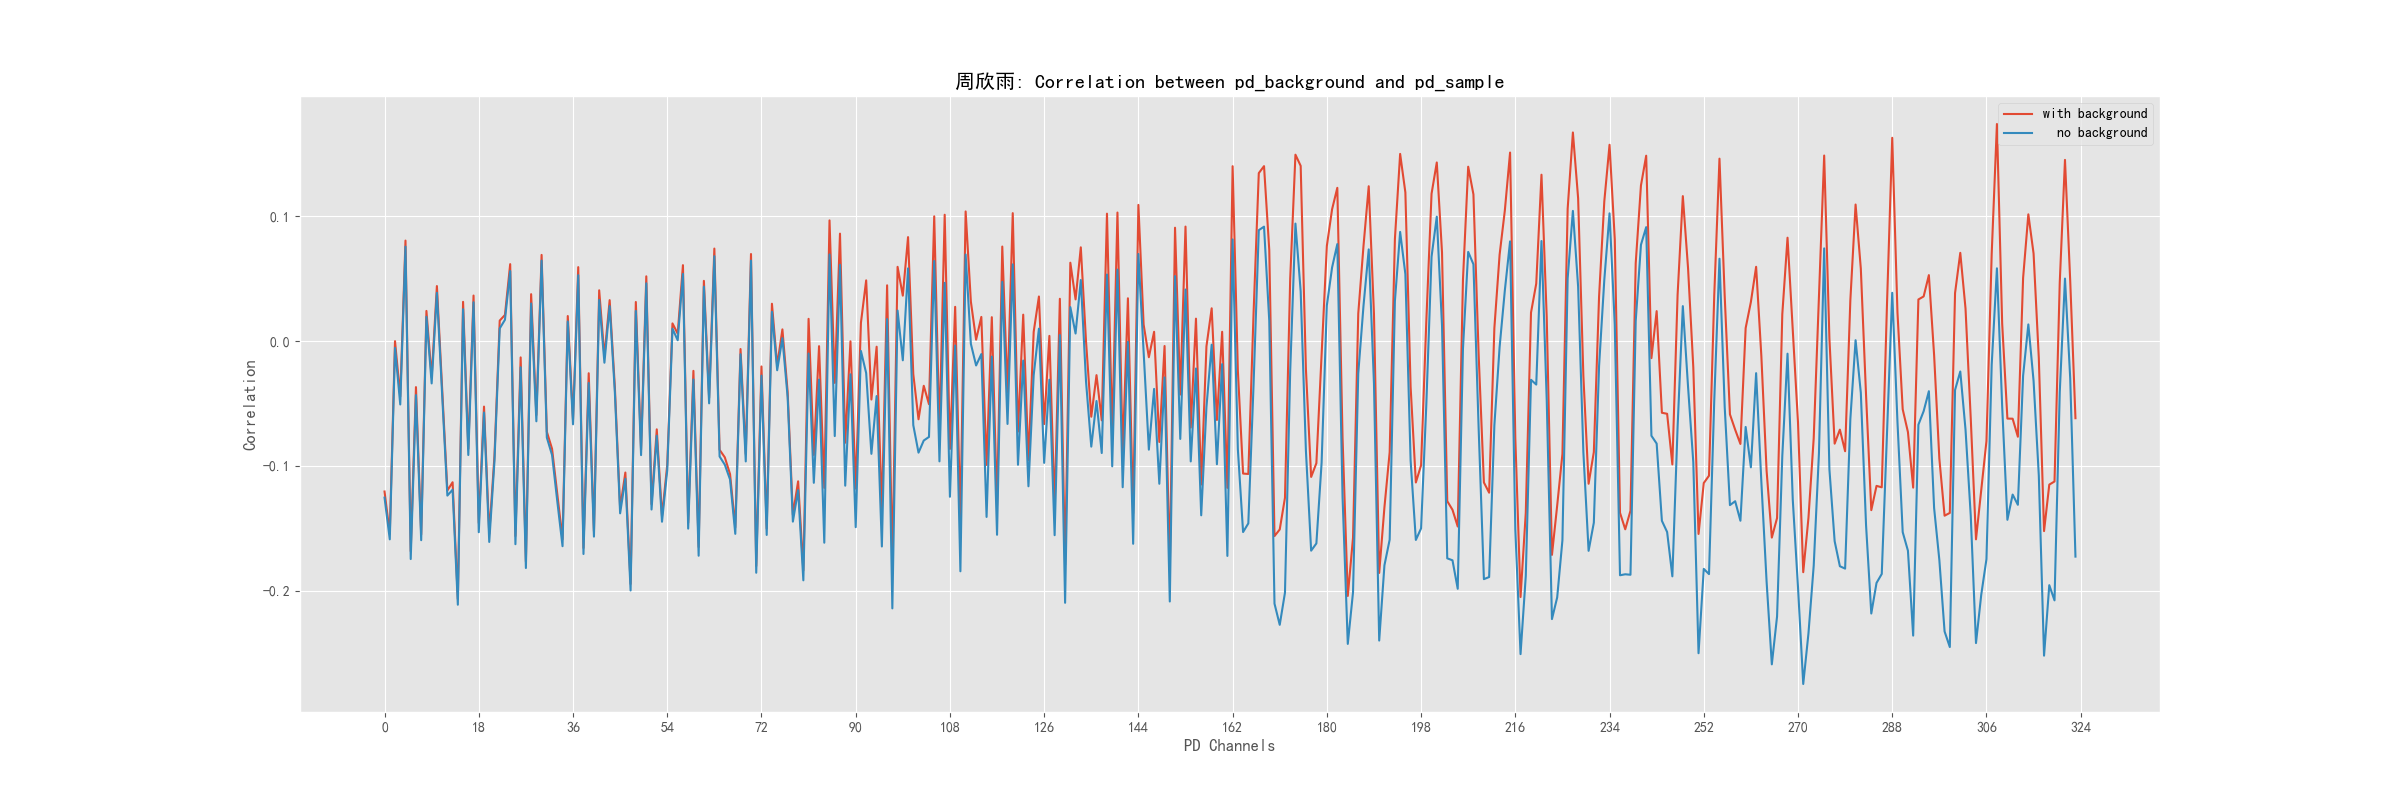 周欣雨: Correlation between pd_background and pd_sample
with background
no background
0.1
0.0
-0.1
-0.2
Correlation
0 18 36 54 72 90 108 126 144 162 180 198 216 234 252 270 288 306 324
PD Channels